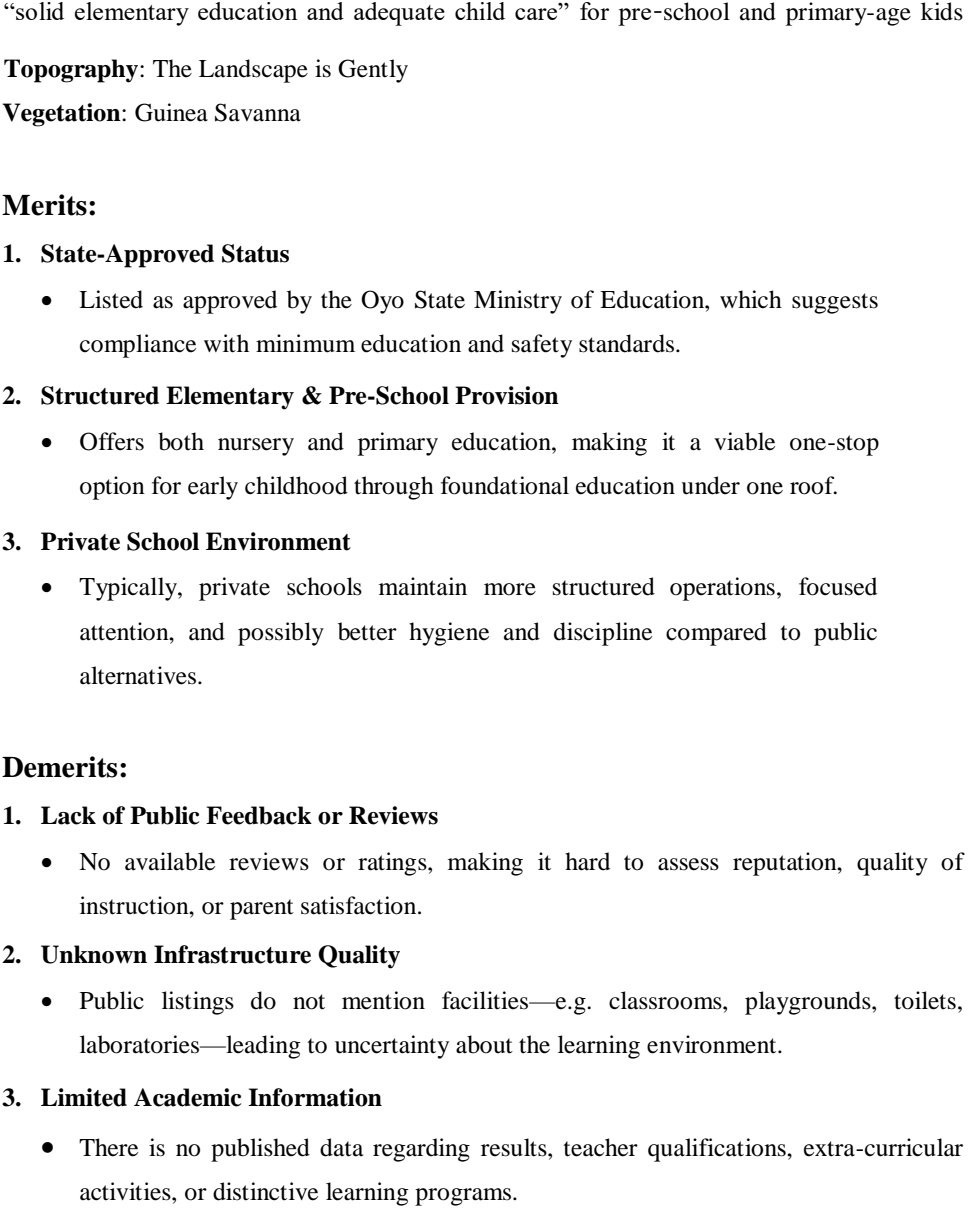 “solid elementary education and adequate child care” for pre-school and primary-age kids
Topography: The Landscape is Gently
Vegetation: Guinea Savanna
Merits:
1. State-Approved Status
• Listed as approved by the Oyo State Ministry of Education, which suggests
compliance with minimum education and safety standards.
2. Structured Elementary & Pre-School Provision
• Offers both nursery and primary education, making it a viable one-stop
option for early childhood through foundational education under one roof.
3. Private School Environment
• Typically, private schools maintain more structured operations, focused
attention, and possibly better hygiene and discipline compared to public
alternatives.
Demerits:
1. Lack of Public Feedback or Reviews
• No available reviews or ratings, making it hard to assess reputation, quality of
instruction, or parent satisfaction.
2. Unknown Infrastructure Quality
• Public listings do not mention facilities—e.g. classrooms, playgrounds, toilets,
laboratories—leading to uncertainty about the learning environment.
3. Limited Academic Information
• There is no published data regarding results, teacher qualifications, extra-curricular
activities, or distinctive learning programs.